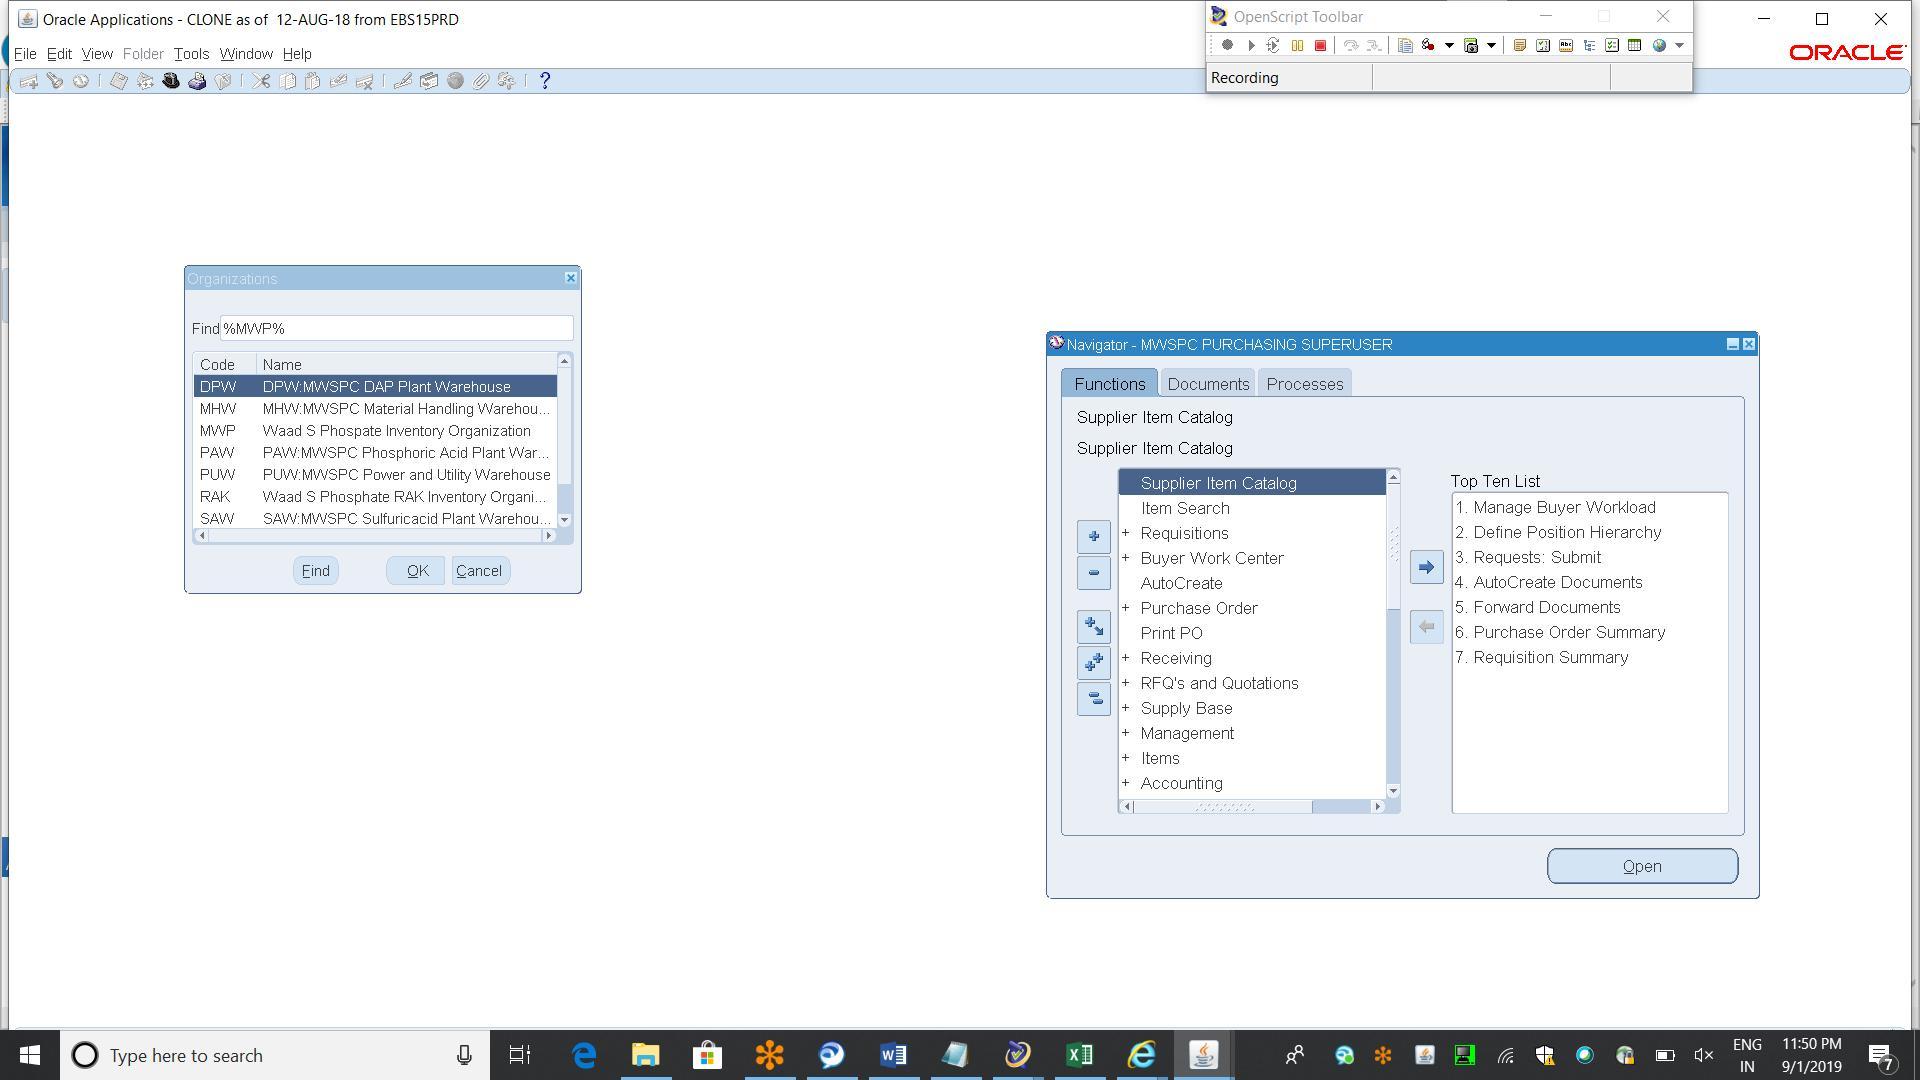 Oracle Applications - CLONE as of 12-AUG-18 from EBS15PRD
File Edit View Folder Tools Window Help
OpenScript Toolbar
Recording
ORACLE
Organizations
Find %MWP%
Code Name
DPW DPW:MWSPC DAP Plant Warehouse
MHW MHW:MWSPC Material Handling Warehou...
MWP Waad S Phospate Inventory Organization
PAW PAW:MWSPC Phosphoric Acid Plant War...
PUW PUW:MWSPC Power and Utility Warehouse
RAK Waad S Phosphate RAK Inventory Organi...
SAW SAW:MWSPC Sulfuricacid Plant Warehou...
Find OK Cancel
Navigator - MWSPC PURCHASING SUPERUSER
Functions Documents Processes
Supplier Item Catalog
Supplier Item Catalog
Supplier Item Catalog
Item Search
+ Requisitions
+ Buyer Work Center
AutoCreate
+ Purchase Order
Print PO
+ Receiving
+ RFQ's and Quotations
+ Supply Base
+ Management
+ Items
+ Accounting
Top Ten List
1. Manage Buyer Workload
2. Define Position Hierarchy
3. Requests: Submit
4. AutoCreate Documents
5. Forward Documents
6. Purchase Order Summary
7. Requisition Summary
Open
Type here to search
ENG
IN
11:50 PM
9/1/2019
7